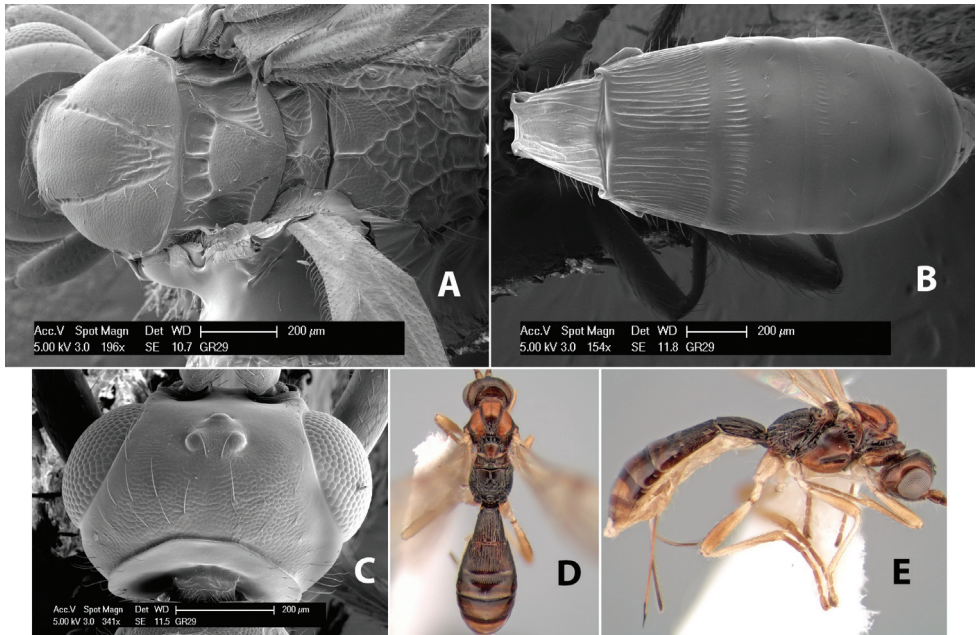 A
Acc.V Spot Magn Det WD 200 µm
5.00 kV 3.0 196x SE 10.7 GR29
B
Acc.V Spot Magn Det WD 200 µm
5.00 kV 3.0 154x SE 11.8 GR29
C
Acc.V Spot Magn Det WD 200 µm
5.00 kV 3.0 341x SE 11.5 GR29
D
E